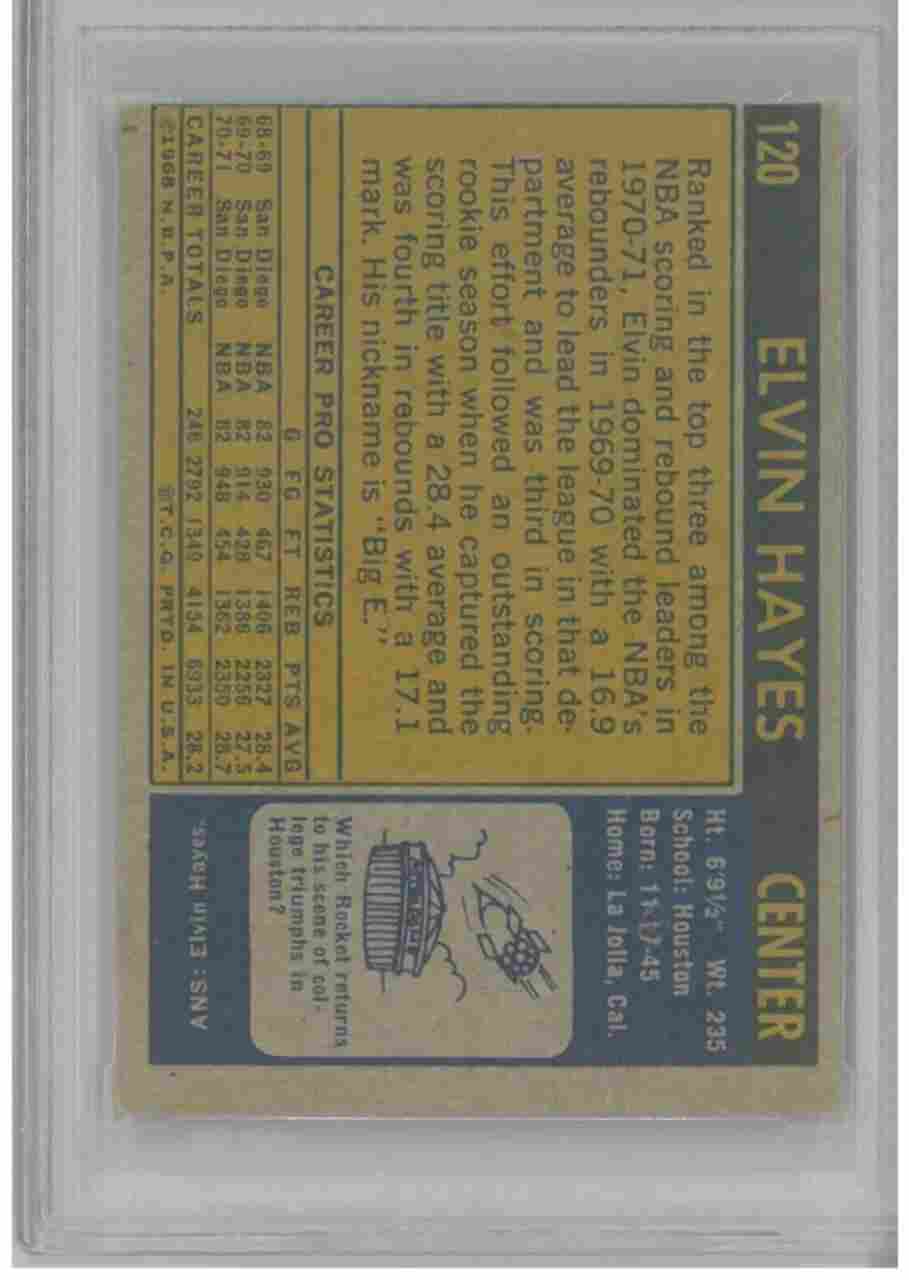 120 ELVIN HAYES CENTER
Ranked in the top three among the
NBA scoring and rebound leaders in
1970-71, Elvin dominated the NBA's
rebounders in 1969-70 with a 16.9
average to lead the league in that de-
partment and was third in scoring.
This effort followed an outstanding
rookie season when he captured the
scoring title with a 28.4 average and
was fourth in rebounds with a 17.1
mark. His nickname is "Big E."
CAREER PRO STATISTICS
G FG FT REB PTS AVG
68-69 San Diego NBA 82 930 467 1406 2327 28.4
69-70 San Diego NBA 82 914 428 1386 2256 27.5
70-71 San Diego NBA 82 948 454 1362 2350 28.7
CAREER TOTALS 246 2792 1349 4154 6933 28.2
©1968 N.B.P.A. ©T.C.G. PRTD. IN U.S.A.
Ht. 6'9½" Wt. 235
School: Houston
Born: 11-17-45
Home: La Jolla, Cal.
Which Rocket returns
to his scene of col-
lege triumphs in
Houston?
ANS: Elvin Hayes.